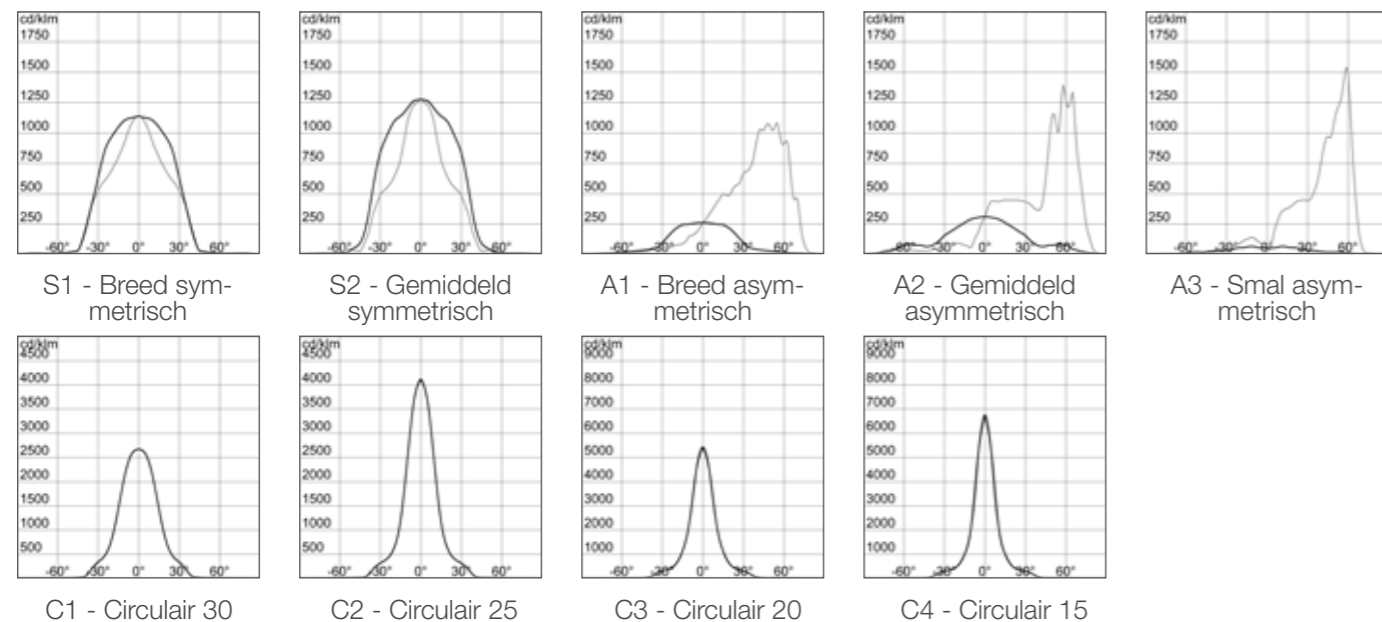 cd/klm
1750
1500
1250
1000
750
500
250
-60° -30° 0° 30° 60°
S1 - Breed sym-
metrisch
cd/klm
1750
1500
1250
1000
750
500
250
-60° -30° 0° 30° 60°
S2 - Gemiddeld
symmetrisch
cd/klm
1750
1500
1250
1000
750
500
250
-60° -30° 0° 30° 60°
A1 - Breed asym-
metrisch
cd/klm
1750
1500
1250
1000
750
500
250
-60° -30° 0° 30° 60°
A2 - Gemiddeld
asymmetrisch
cd/klm
1750
1500
1250
1000
750
500
250
-60° -30° 0° 30° 60°
A3 - Smal asym-
metrisch
cd/klm
4500
4000
3500
3000
2500
2000
1500
1000
500
-60° -30° 0° 30° 60°
C1 - Circulair 30
cd/klm
4500
4000
3500
3000
2500
2000
1500
1000
500
-60° -30° 0° 30° 60°
C2 - Circulair 25
cd/klm
9000
8000
7000
6000
5000
4000
3000
2000
1000
-60° -30° 0° 30° 60°
C3 - Circulair 20
cd/klm
9000
8000
7000
6000
5000
4000
3000
2000
1000
-60° -30° 0° 30° 60°
C4 - Circulair 15